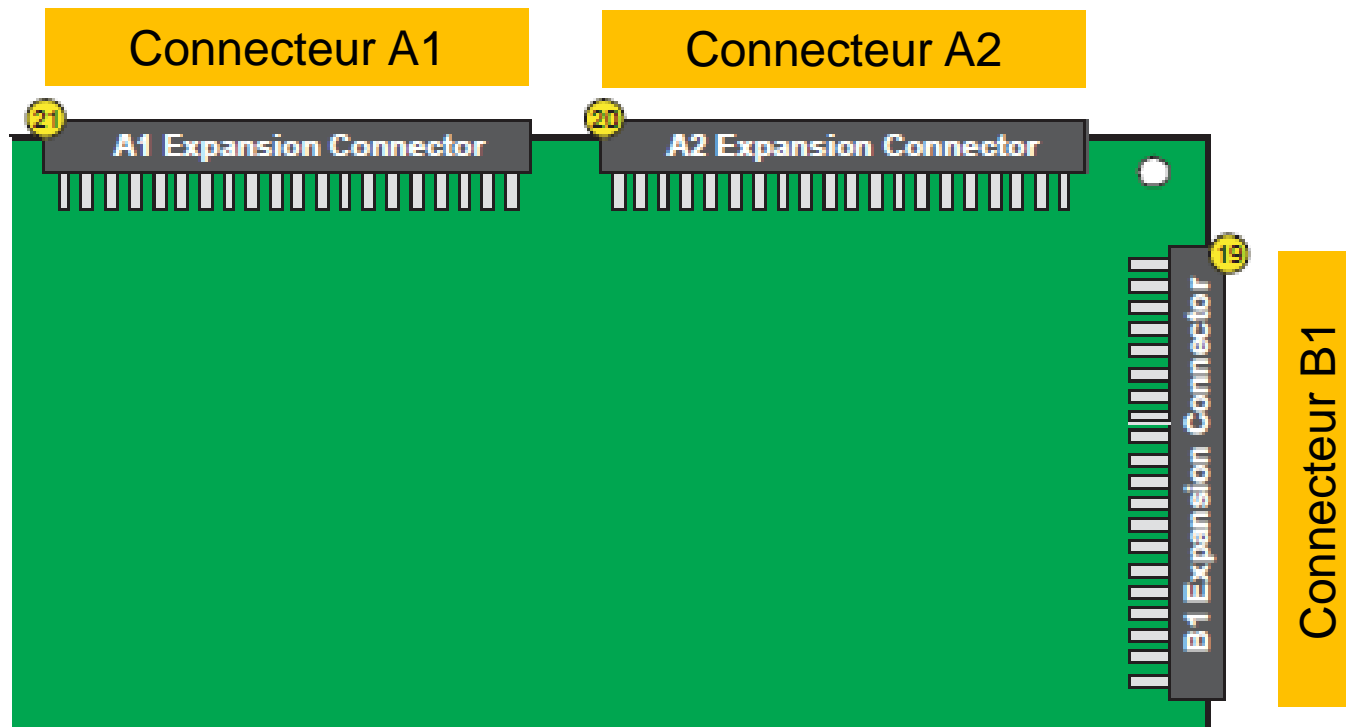 Connecteur A1
Connecteur A2
21
A1 Expansion Connector
20
A2 Expansion Connector
19
B1 Expansion Connector
Connecteur B1